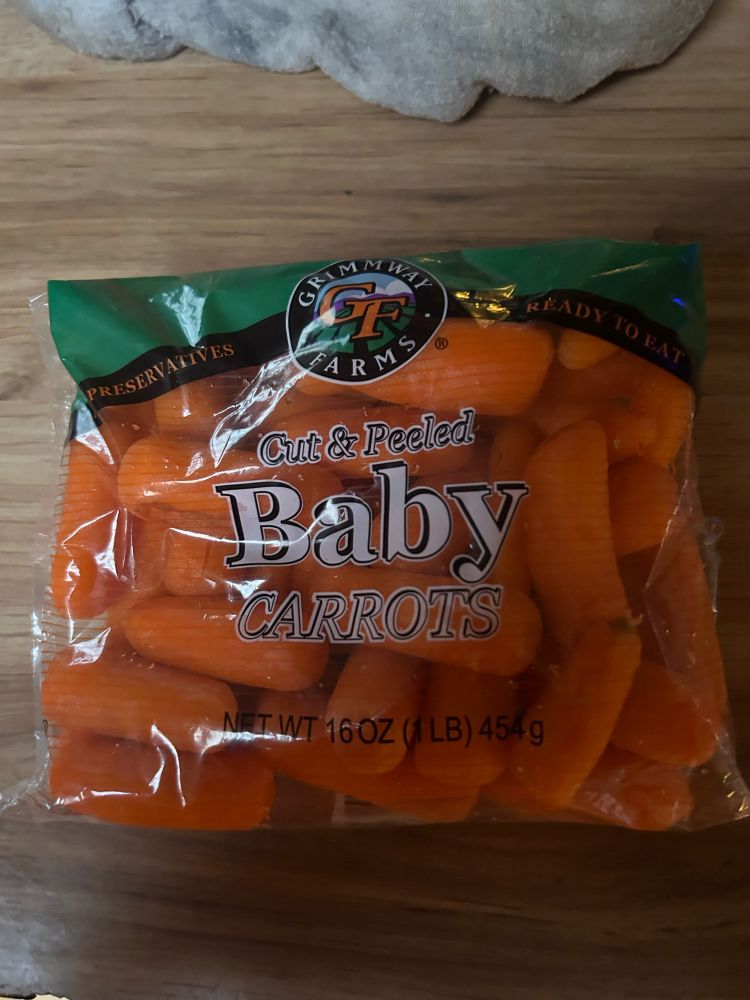 GRIMMWAY
GF
FARMS
®
PRESERVATIVES
READY TO EAT
Cut & Peeled
Baby
CARROTS
NET WT 16 OZ (1 LB) 454g